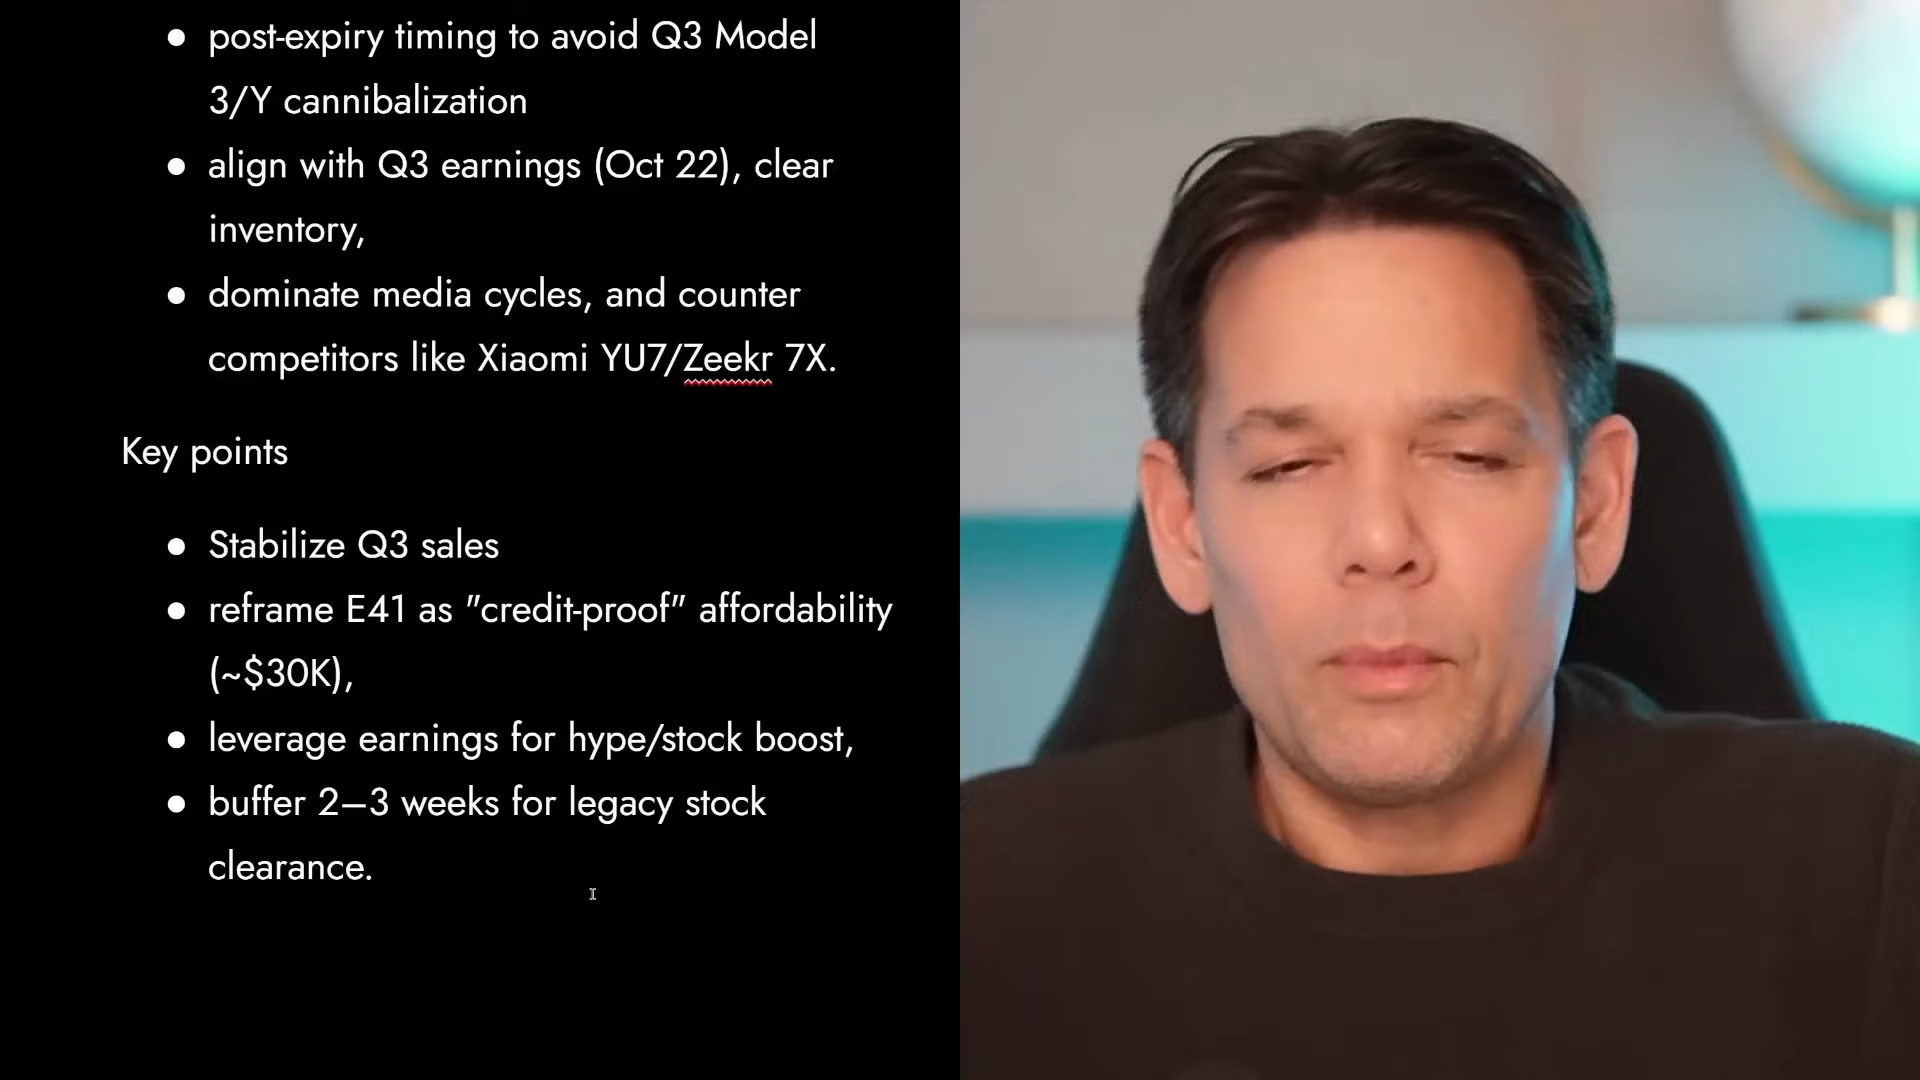 ● post-expiry timing to avoid Q3 Model
3/Y cannibalization
● align with Q3 earnings (Oct 22), clear
inventory,
● dominate media cycles, and counter
competitors like Xiaomi YU7/Zeekr 7X.
Key points
● Stabilize Q3 sales
● reframe E41 as "credit-proof" affordability
(~$30K),
● leverage earnings for hype/stock boost,
● buffer 2–3 weeks for legacy stock
clearance.